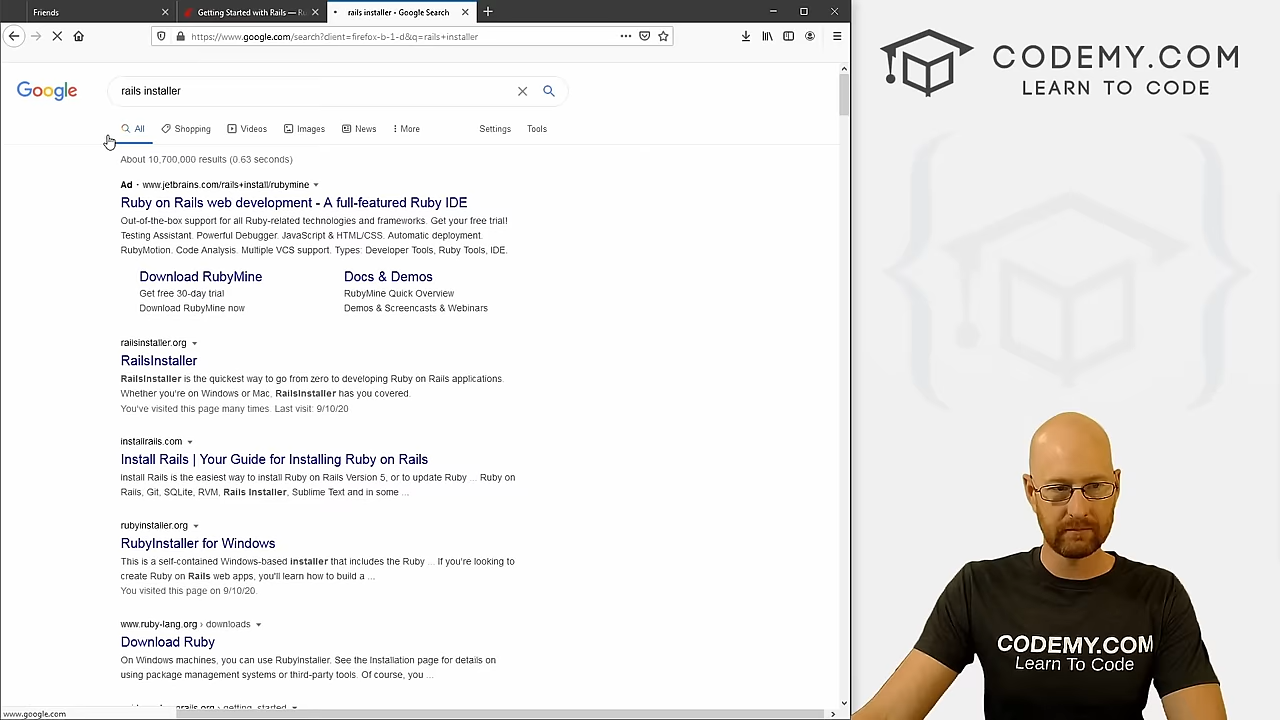 Friends
Getting Started with Rails — R
rails installer - Google Search
https://www.google.com/search?client=firefox-b-1-d&q=rails+installer
Google
rails installer
All
Shopping
Videos
Images
News
More
Settings
Tools
About 10,700,000 results (0.63 seconds)
Ad · www.jetbrains.com/rails+install/rubymine
Ruby on Rails web development - A full-featured Ruby IDE
Out-of-the-box support for all Ruby-related technologies and frameworks. Get your free trial!
Testing Assistant. Powerful Debugger. JavaScript & HTML/CSS. Automatic deployment.
RubyMotion. Code Analysis. Multiple VCS support. Types: Developer Tools, Ruby Tools, IDE.
Download RubyMine
Get free 30-day trial
Download RubyMine now
Docs & Demos
RubyMine Quick Overview
Demos & Screencasts & Webinars
railsinstaller.org
RailsInstaller
RailsInstaller is the quickest way to go from zero to developing Ruby on Rails applications.
Whether you're on Windows or Mac, RailsInstaller has you covered.
You've visited this page many times. Last visit: 9/10/20
installrails.com
Install Rails | Your Guide for Installing Ruby on Rails
Install Rails is the easiest way to install Ruby on Rails Version 5, or to update Ruby ... Ruby on
Rails, Git, SQLite, RVM, Rails Installer, Sublime Text and in some ...
rubyinstaller.org
RubyInstaller for Windows
This is a self-contained Windows-based installer that includes the Ruby ... If you're looking to
create Ruby on Rails web apps, you'll learn how to build a ...
You visited this page on 9/10/20.
www.ruby-lang.org › downloads
Download Ruby
On Windows machines, you can use RubyInstaller. See the Installation page for details on
using package management systems or third-party tools. Of course, you ...
www.google.com
CODEMY.COM
LEARN TO CODE
CODEMY.COM
Learn To Code